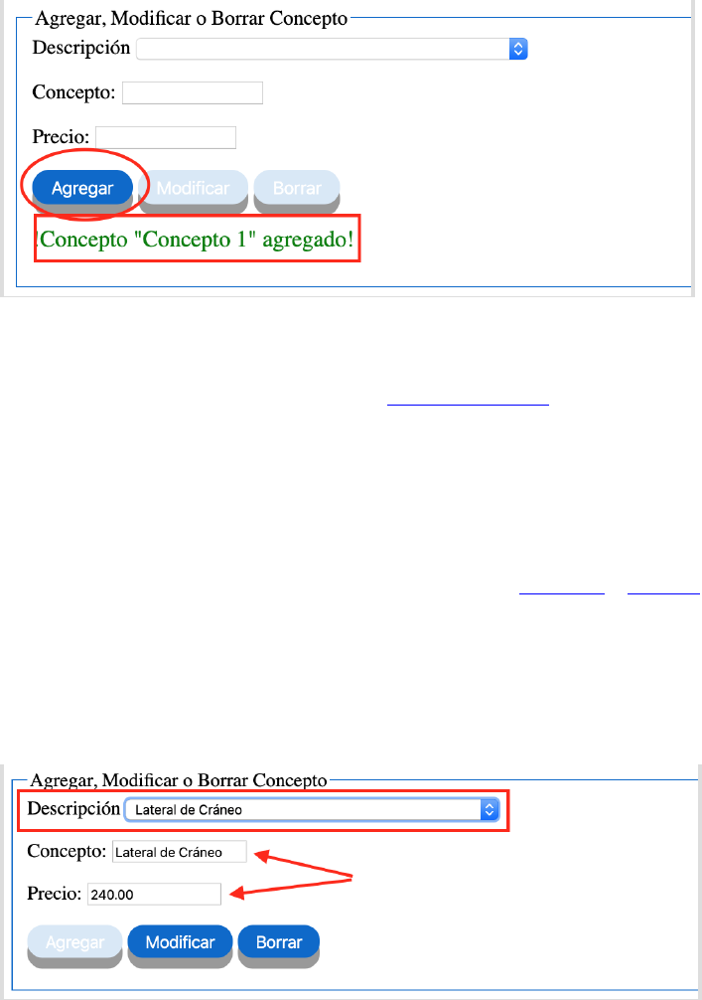 Agregar, Modificar o Borrar Concepto
Descripción
Concepto:
Precio:
Agregar Modificar Borrar
!Concepto "Concepto 1" agregado!
Agregar, Modificar o Borrar Concepto
Descripción Lateral de Cráneo
Concepto: Lateral de Cráneo
Precio: 240.00
Agregar Modificar Borrar